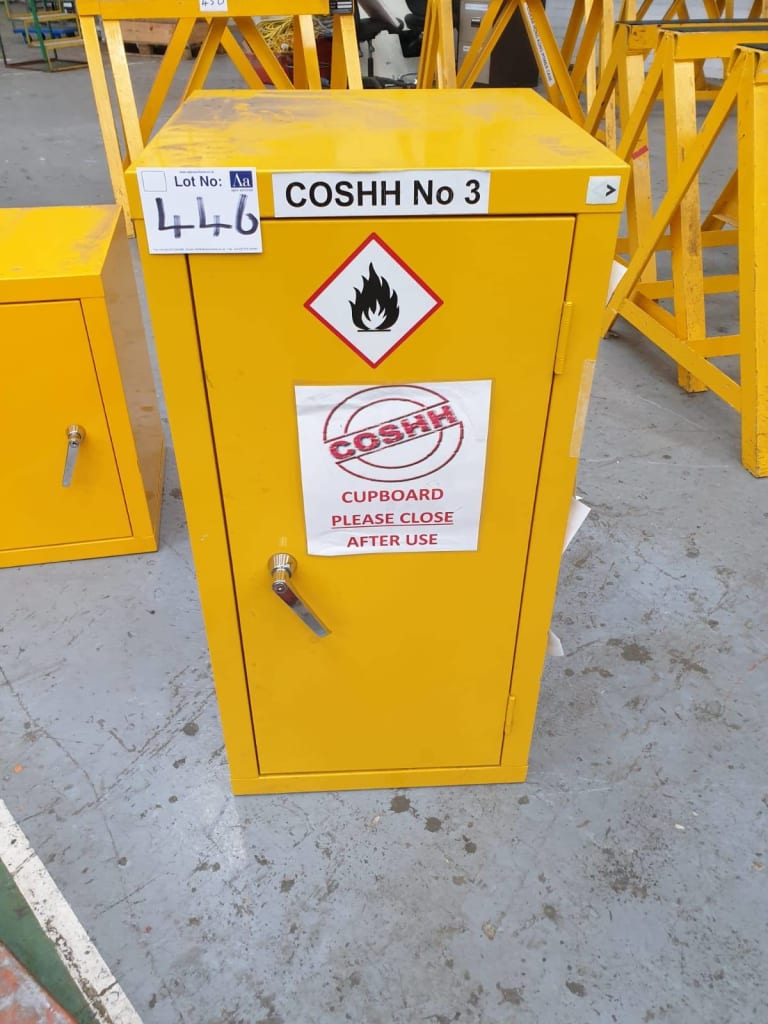 Lot No: Aa
446
COSHH No 3
COSHH
CUPBOARD
PLEASE CLOSE
AFTER USE